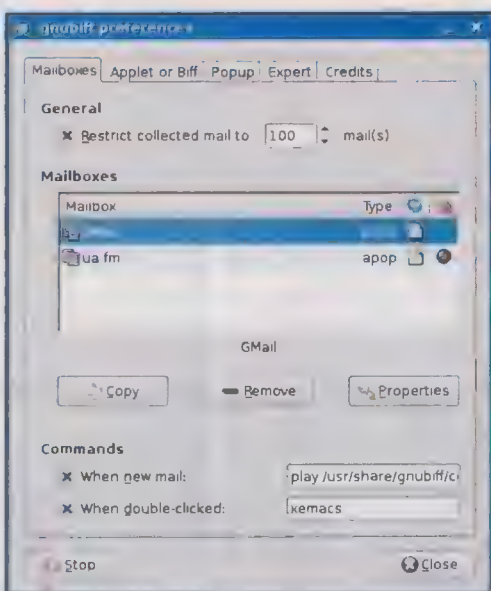 gnubiff preferences
Mailboxes Applet or Biff Popup Expert Credits
General
Restrict collected mail to 100 mail(s)
Mailboxes
Mailbox Type
ua fm apop
GMail
Copy Remove Properties
Commands
When new mail: play /usr/share/gnubiff/c
When double-clicked: xemacs
Stop Close